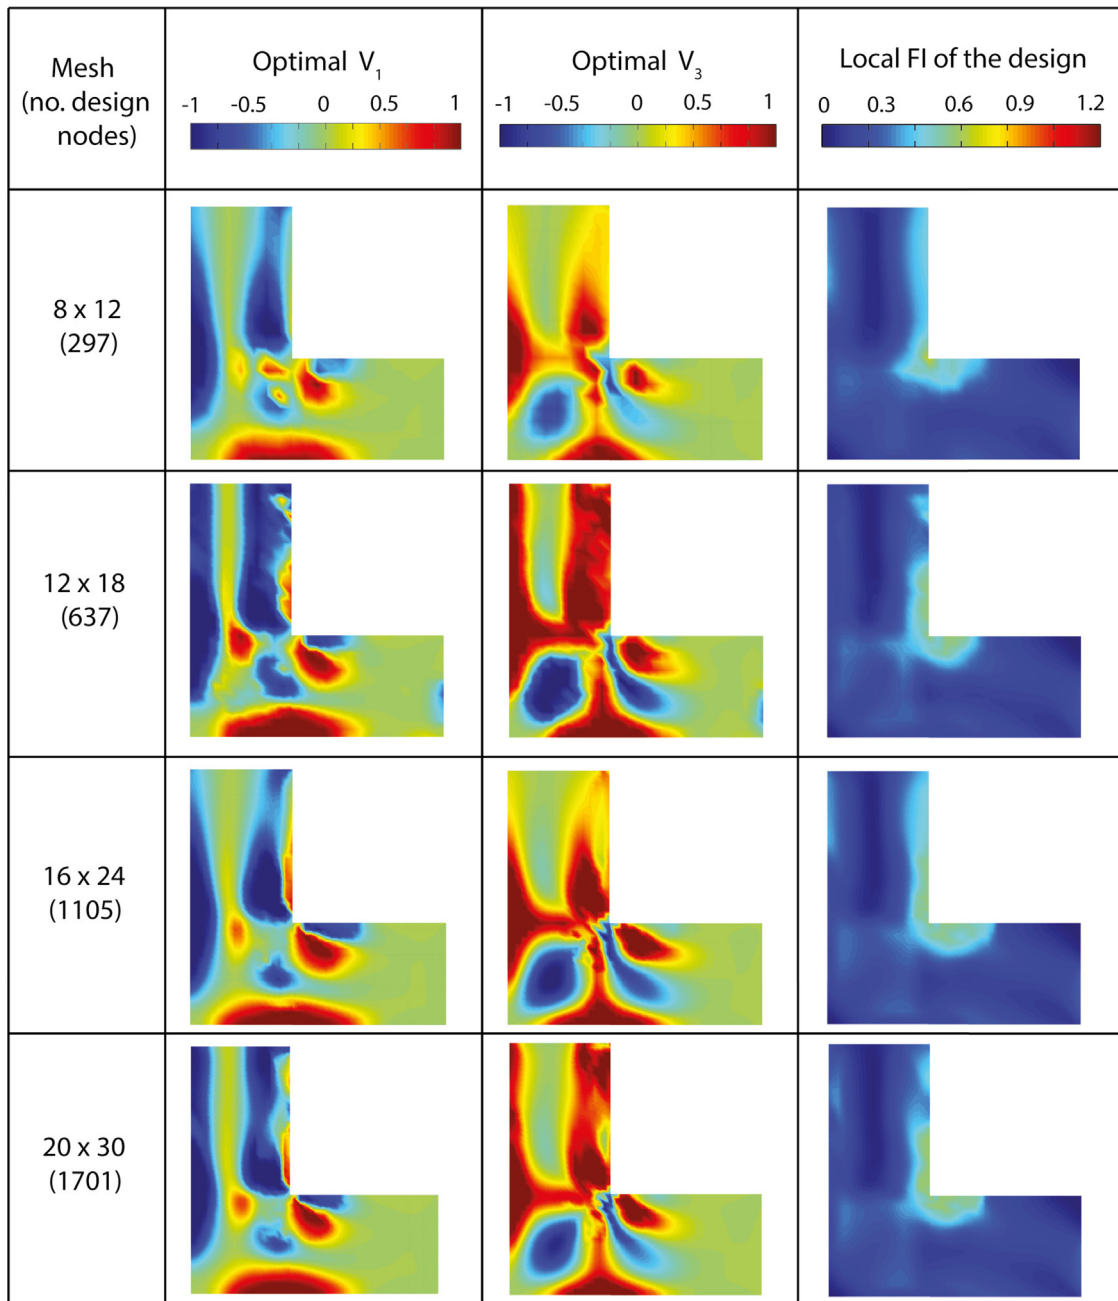 Mesh
(no. design
nodes)
Optimal V1
-1 -0.5 0 0.5 1
Optimal V3
-1 -0.5 0 0.5 1
Local FI of the design
0 0.3 0.6 0.9 1.2
8 x 12
(297)
12 x 18
(637)
16 x 24
(1105)
20 x 30
(1701)